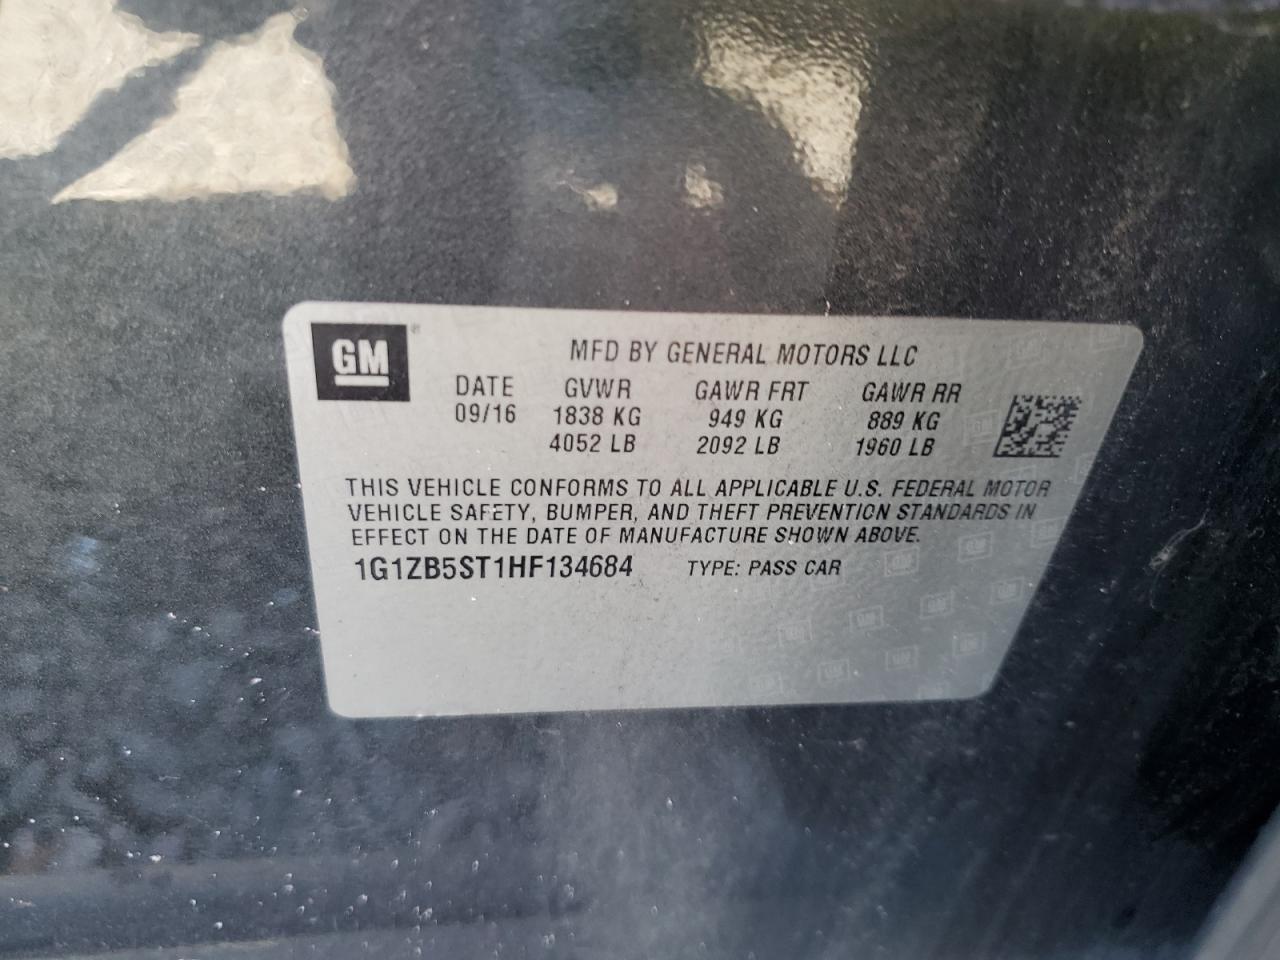 GM
MFD BY GENERAL MOTORS LLC
DATE GVWR GAWR FRT GAWR RR
09/16 1838 KG 949 KG 889 KG
4052 LB 2092 LB 1960 LB
THIS VEHICLE CONFORMS TO ALL APPLICABLE U.S. FEDERAL MOTOR
VEHICLE SAFETY, BUMPER, AND THEFT PREVENTION STANDARDS IN
EFFECT ON THE DATE OF MANUFACTURE SHOWN ABOVE.
1G1ZB5ST1HF134684 TYPE: PASS CAR